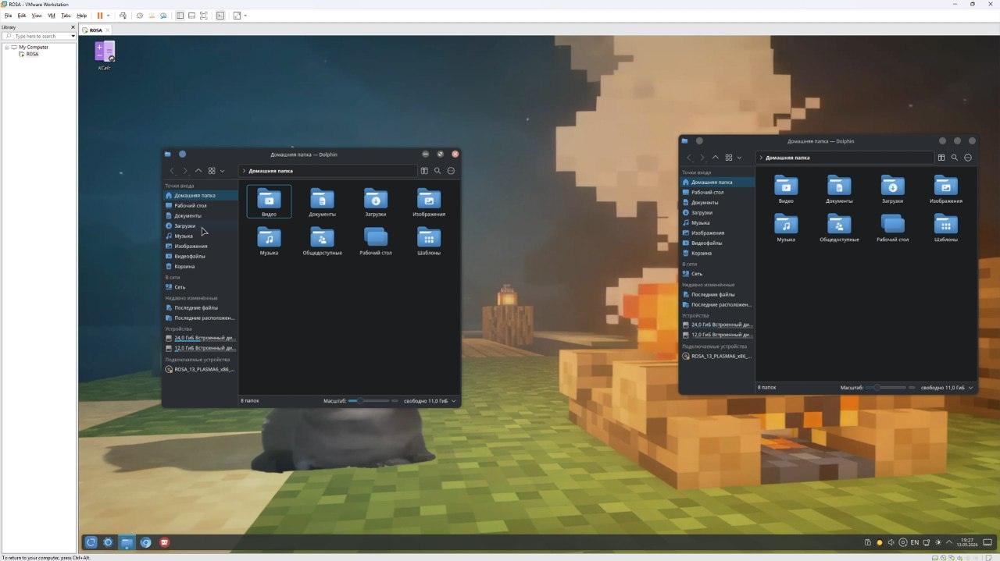 ROSA - VMware Workstation
File Edit View VM Tabs Help
Library
Type here to search
My Computer
ROSA
ROSA
KCalc
Домашняя папка — Dolphin
Домашняя папка
Точки входа
Домашняя папка
Рабочий стол
Документы
Загрузки
Музыка
Изображения
Видеофайлы
Корзина
В сети
Сеть
Недавно изменённые
Последние файлы
Последние расположен...
Устройства
24,0 ГиБ Встроенный ди...
12,0 ГиБ Встроенный ди...
Подключаемые устройства
ROSA_13_PLASMA6_x86_...
Видео Документы Загрузки Изображения
Музыка Общедоступные Рабочий стол Шаблоны
8 папок Масштаб: свободно 11,0 ГиБ
Домашняя папка — Dolphin
Домашняя папка
Точки входа
Домашняя папка
Рабочий стол
Документы
Загрузки
Музыка
Изображения
Видеофайлы
Корзина
В сети
Сеть
Недавно изменённые
Последние файлы
Последние расположен...
Устройства
24,0 ГиБ Встроенный ди...
12,0 ГиБ Встроенный ди...
Подключаемые устройства
ROSA_13_PLASMA6_x86_...
Видео Документы Загрузки Изображения
Музыка Общедоступные Рабочий стол Шаблоны
8 папок Масштаб: свободно 11,0 ГиБ
EN
19:27
13.09.2026
To return to your computer, press Ctrl+Alt.